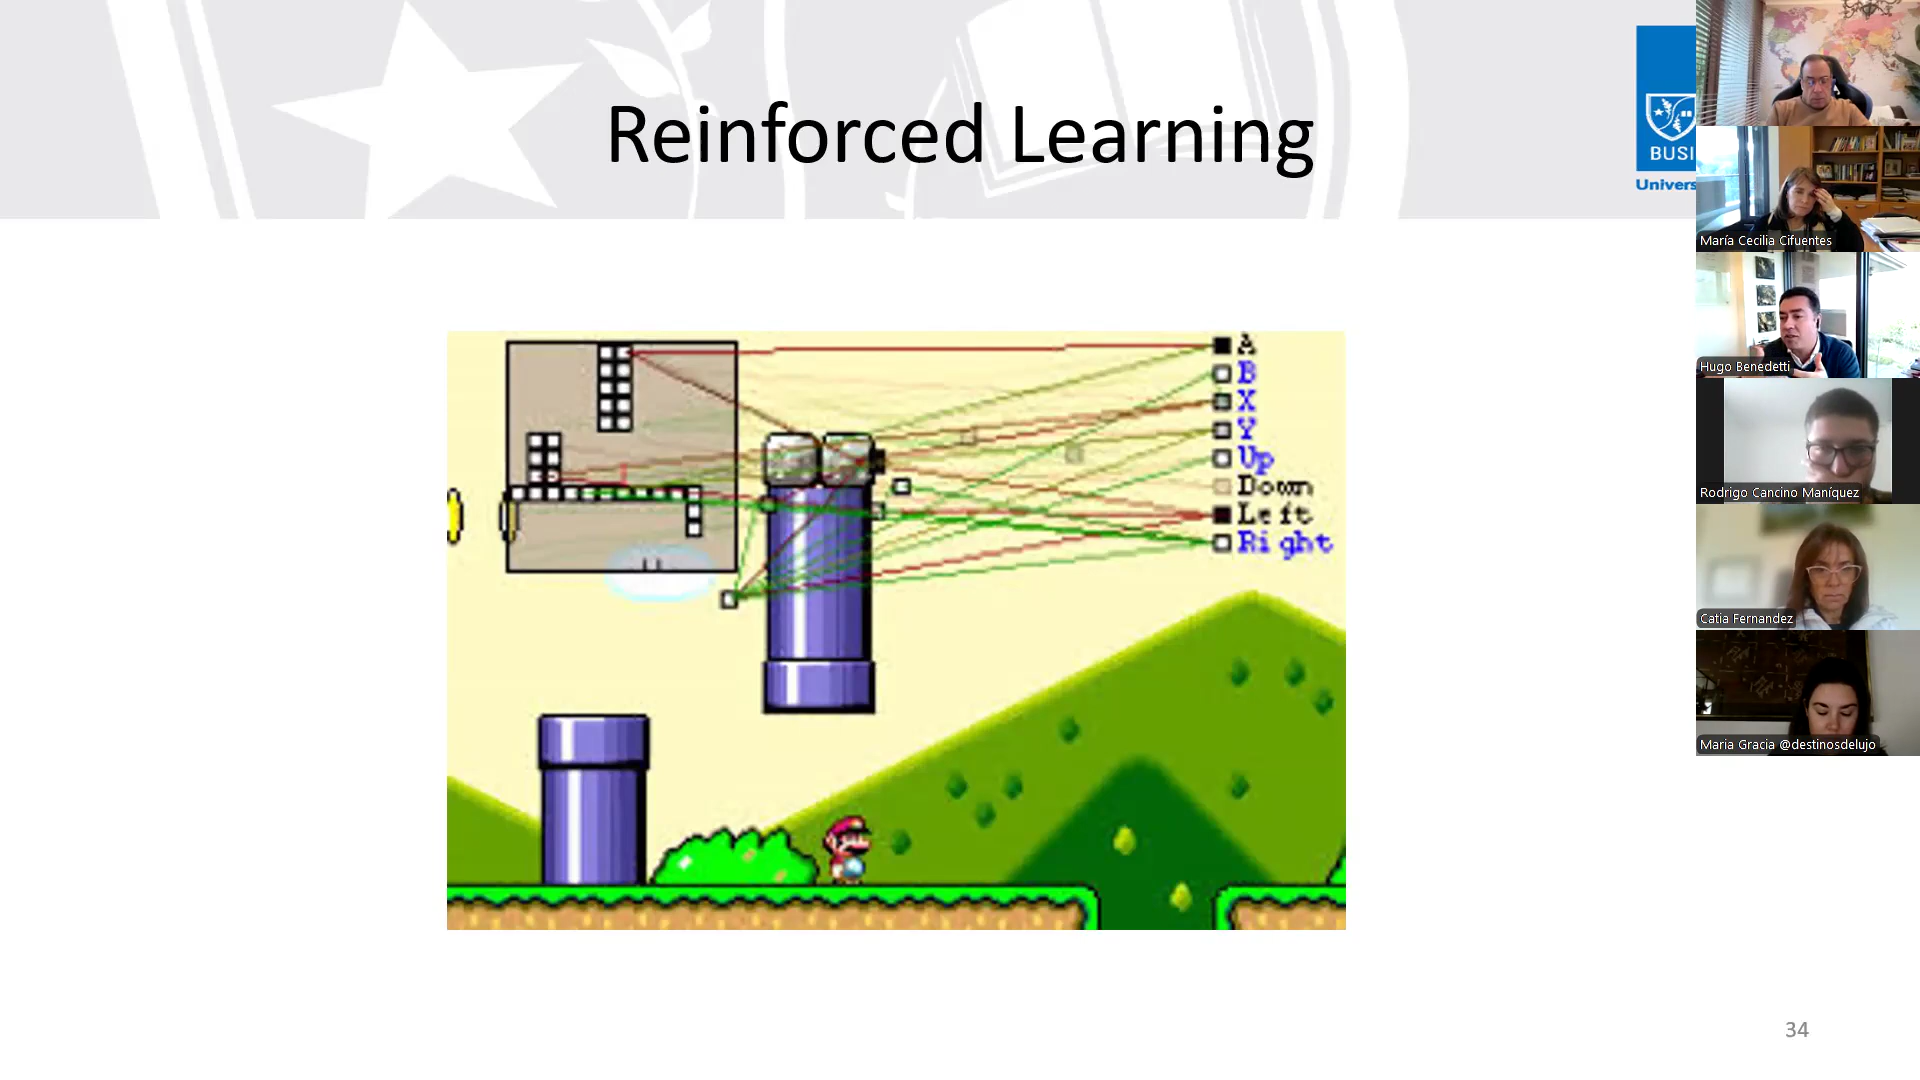 Reinforced Learning
BUSI
Univers
A
B
X
Y
Up
Down
Left
Right
34
María Cecilia Cifuentes
Hugo Benedetti
Rodrigo Cancino Maníquez
Catia Fernandez
Maria Gracia @destinosdelujo